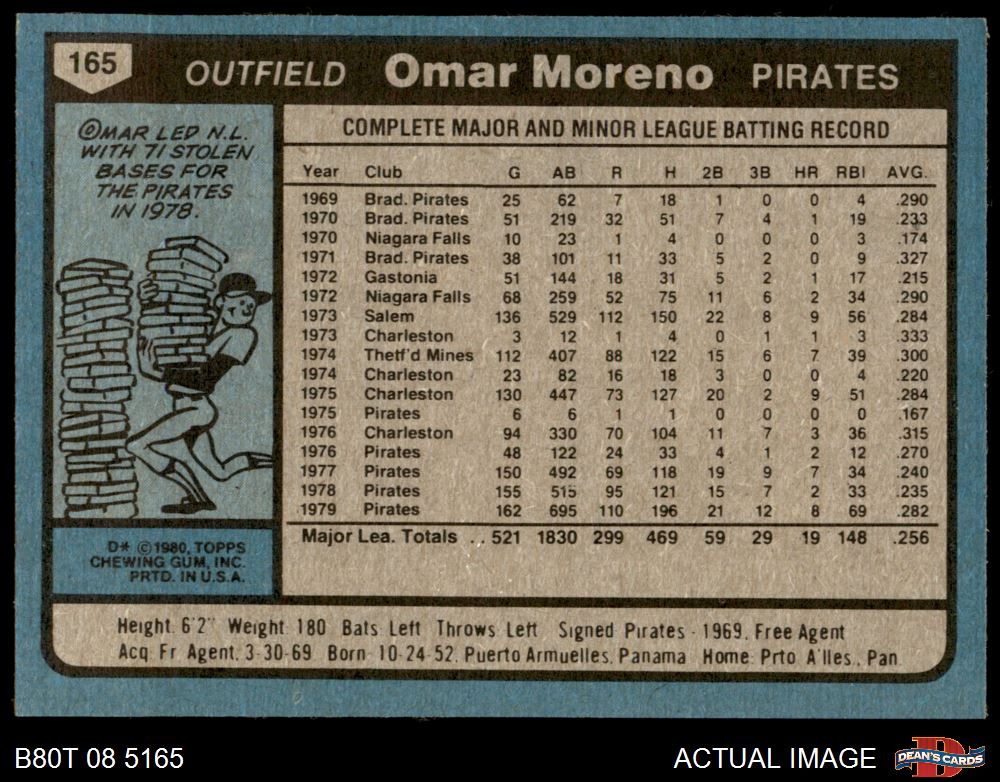 165 OUTFIELD Omar Moreno PIRATES
OMAR LED N.L.
WITH 71 STOLEN
BASES FOR
THE PIRATES
IN 1978.
D* ©1980, TOPPS
CHEWING GUM, INC.
PRTD. IN U.S.A.
COMPLETE MAJOR AND MINOR LEAGUE BATTING RECORD
Year Club G AB R H 2B 3B HR RBI AVG.
1969 Brad. Pirates 25 62 7 18 1 0 0 4 .290
1970 Brad. Pirates 51 219 32 51 7 4 1 19 .233
1970 Niagara Falls 10 23 1 4 0 0 0 3 .174
1971 Brad. Pirates 38 101 11 33 5 2 0 9 .327
1972 Gastonia 51 144 18 31 5 2 1 17 .215
1972 Niagara Falls 68 259 52 75 11 6 2 34 .290
1973 Salem 136 529 112 150 22 8 9 56 .284
1973 Charleston 3 12 1 4 0 1 1 3 .333
1974 Thetf'd Mines 112 407 88 122 15 6 7 39 .300
1974 Charleston 23 82 16 18 3 0 0 4 .220
1975 Charleston 130 447 73 127 20 2 9 51 .284
1975 Pirates 6 6 1 1 0 0 0 0 .167
1976 Charleston 94 330 70 104 11 7 3 36 .315
1976 Pirates 48 122 24 33 4 1 2 12 .270
1977 Pirates 150 492 69 118 19 9 7 34 .240
1978 Pirates 155 515 95 121 15 7 2 33 .235
1979 Pirates 162 695 110 196 21 12 8 69 .282
Major Lea. Totals .. 521 1830 299 469 59 29 19 148 .256
Height 6'2" Weight 180 Bats Left Throws Left Signed Pirates - 1969, Free Agent
Acq Fr Agent, 3-30-69 Born 10-24-52, Puerto Armuelles, Panama Home: Prto A'lles., Pan
B80T 08 5165 ACTUAL IMAGE D DEAN'S CARDS